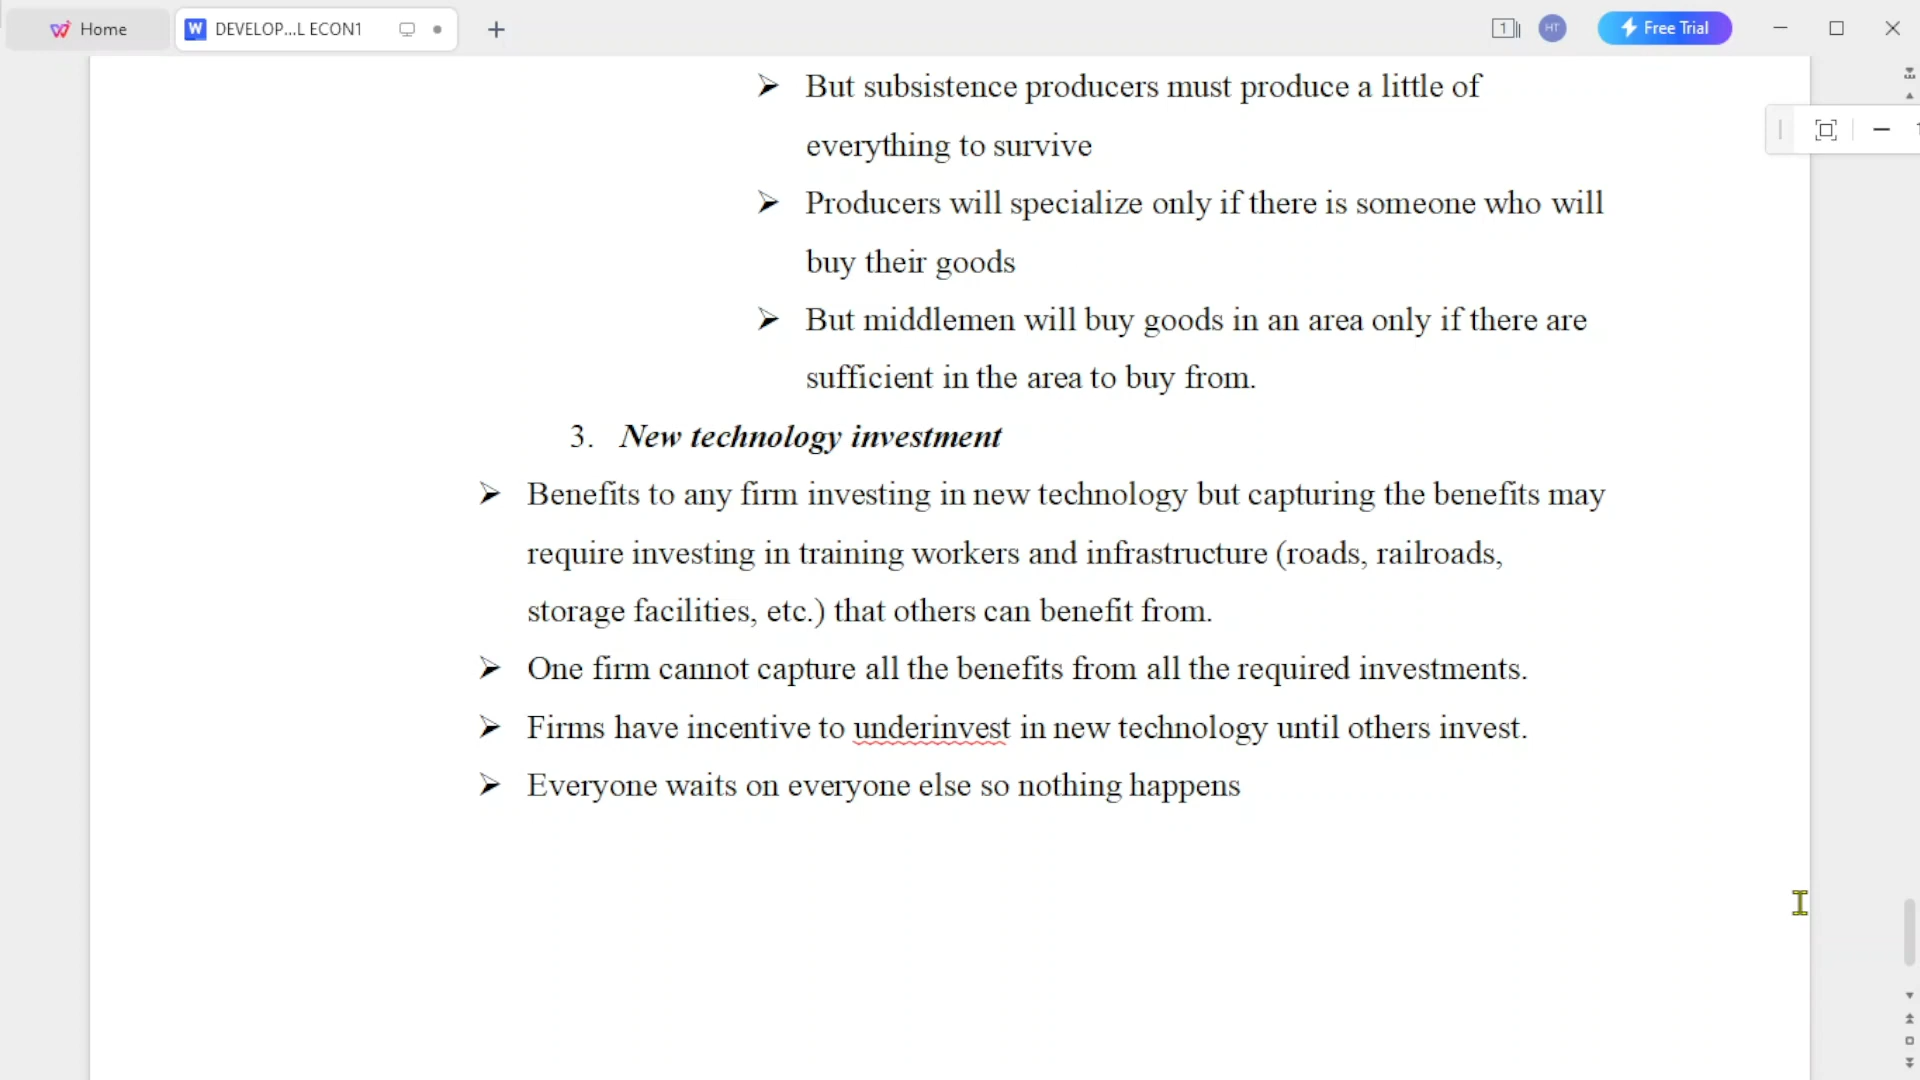 Home
DEVELOP...L ECON1
1
HT
Free Trial
➢ But subsistence producers must produce a little of
everything to survive
➢ Producers will specialize only if there is someone who will
buy their goods
➢ But middlemen will buy goods in an area only if there are
sufficient in the area to buy from.
3. New technology investment
➢ Benefits to any firm investing in new technology but capturing the benefits may
require investing in training workers and infrastructure (roads, railroads,
storage facilities, etc.) that others can benefit from.
➢ One firm cannot capture all the benefits from all the required investments.
➢ Firms have incentive to underinvest in new technology until others invest.
➢ Everyone waits on everyone else so nothing happens